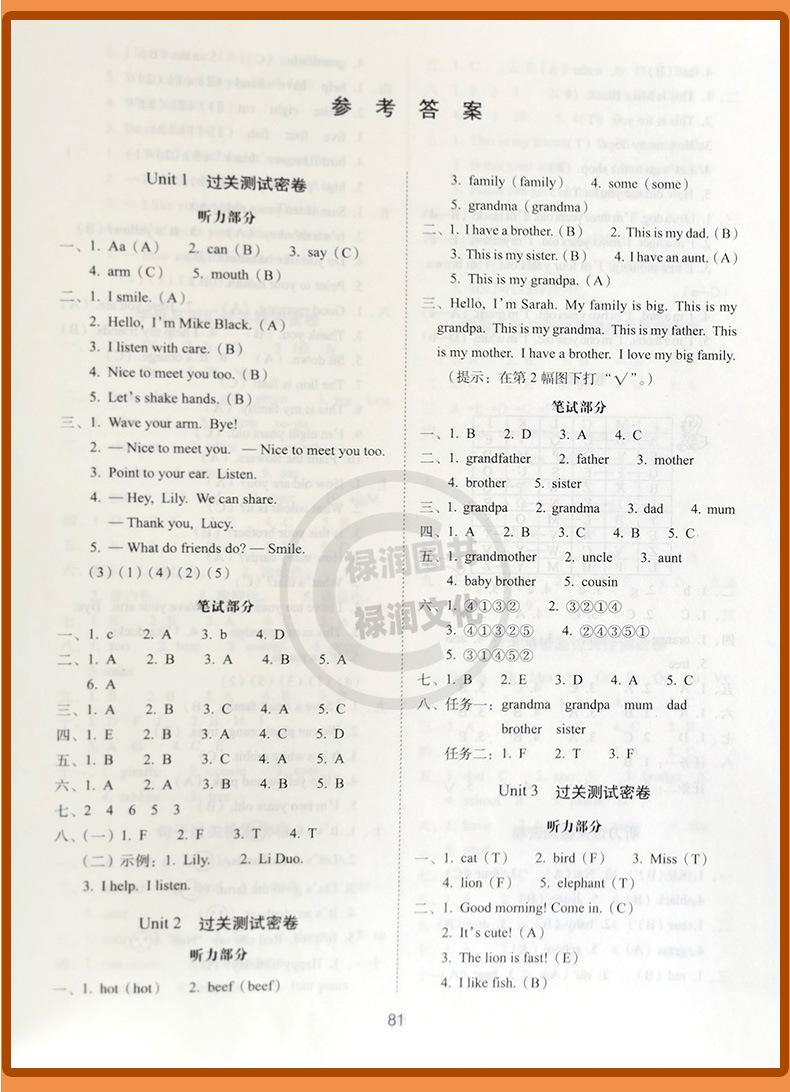 参 考 答 案
Unit 1 过关测试密卷
听力部分
一、1. Aa（A） 2. can（B） 3. say（C）
4. arm（C） 5. mouth（B）
二、1. I smile.（A）
2. Hello, I'm Mike Black.（A）
3. I listen with care.（B）
4. Nice to meet you too.（B）
5. Let's shake hands.（B）
三、1. Wave your arm. Bye!
2. — Nice to meet you. — Nice to meet you too.
3. Point to your ear. Listen.
4. — Hey, Lily. We can share.
— Thank you, Lucy.
5. — What do friends do? — Smile.
(3)(1)(4)(2)(5)
笔试部分
一、1. c 2. A 3. b 4. D
二、1. A 2. B 3. A 4. B 5. A
6. A
三、1. A 2. B 3. C 4. A 5. C
四、1. E 2. B 3. A 4. C 5. D
五、1. B 2. B 3. C 4. A 5. A
六、1. A 2. A 3. B 4. B 5. B
七、2 4 6 5 3
八、(一) 1. F 2. F 3. T 4. T
(二) 示例：1. Lily. 2. Li Duo.
3. I help. I listen.
Unit 2 过关测试密卷
听力部分
一、1. hot（hot） 2. beef（beef）
3. family（family） 4. some（some）
5. grandma（grandma）
二、1. I have a brother.（B） 2. This is my dad.（B）
3. This is my sister.（B） 4. I have an aunt.（A）
5. This is my grandpa.（A）
三、Hello, I'm Sarah. My family is big. This is my
grandpa. This is my grandma. This is my father. This
is my mother. I have a brother. I love my big family.
（提示：在第 2 幅图下打“√”。）
笔试部分
一、1. B 2. D 3. A 4. C
二、1. grandfather 2. father 3. mother
4. brother 5. sister
三、1. grandpa 2. grandma 3. dad 4. mum
四、1. A 2. B 3. C 4. B 5. C
五、1. grandmother 2. uncle 3. aunt
4. baby brother 5. cousin
六、1. ④①③② 2. ③②①④
3. ④①③②⑤ 4. ②④③⑤①
5. ③①④⑤②
七、1. B 2. E 3. D 4. A 5. C
八、任务一：grandma grandpa mum dad
brother sister
任务二：1. F 2. T 3. F
Unit 3 过关测试密卷
听力部分
一、1. cat（T） 2. bird（F） 3. Miss（T）
4. lion（F） 5. elephant（T）
二、1. Good morning! Come in.（C）
2. It's cute!（A）
3. The lion is fast!（E）
4. I like fish.（B）
81
禄润图书
禄润文化